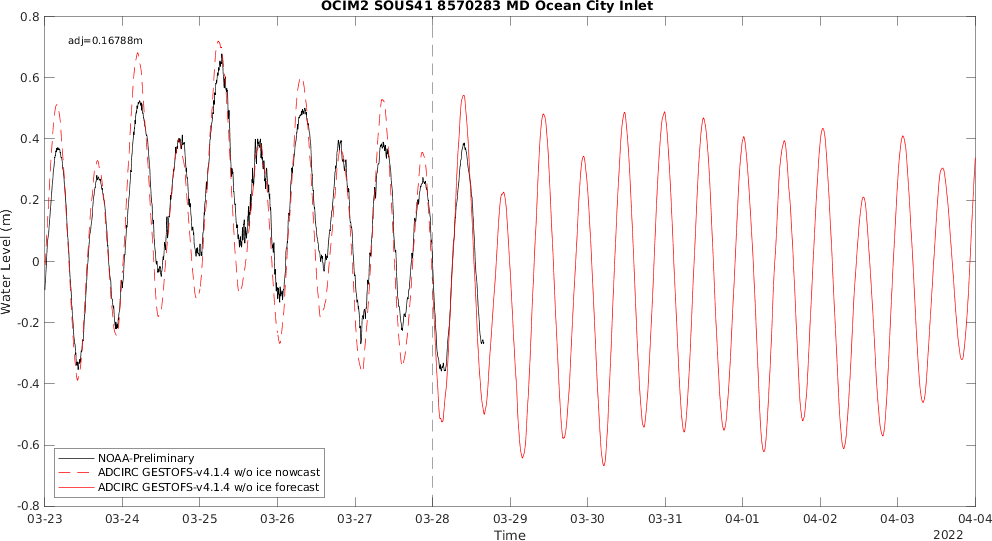 OCIM2 SOUS41 8570283 MD Ocean City Inlet
adj=0.16788m
Water Level (m)
0.8
0.6
0.4
0.2
0
-0.2
-0.4
-0.6
-0.8
NOAA-Preliminary
ADCIRC GESTOFS-v4.1.4 w/o ice nowcast
ADCIRC GESTOFS-v4.1.4 w/o ice forecast
03-23 03-24 03-25 03-26 03-27 03-28 03-29 03-30 03-31 04-01 04-02 04-03 04-04
Time
2022